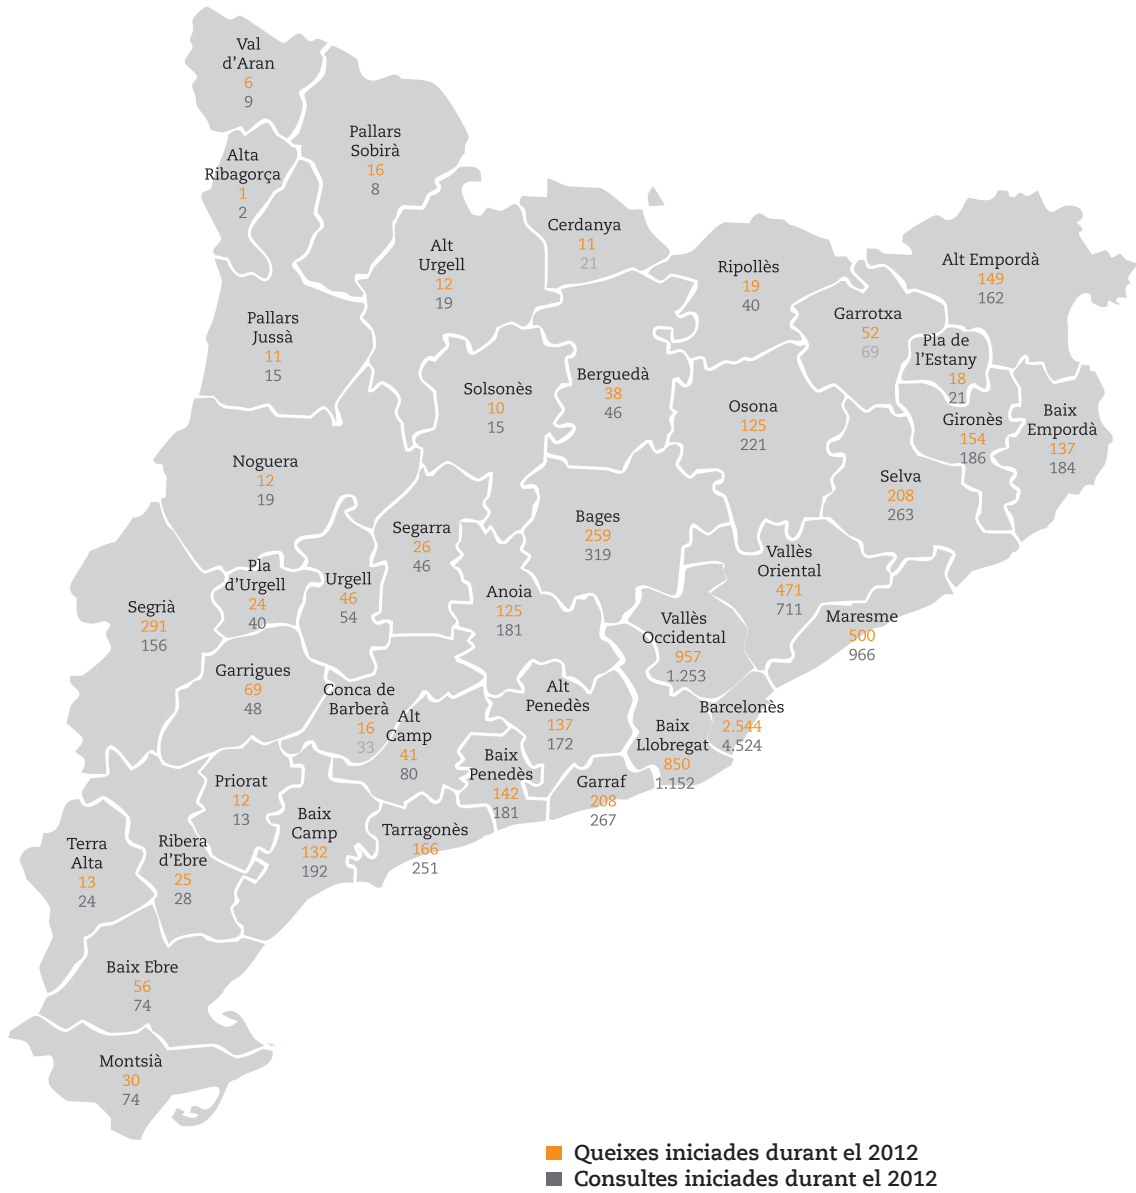 Val
d'Aran
6
9
Pallars
Sobirà
16
8
Alta
Ribagorça
1
2
Cerdanya
11
21
Alt
Urgell
12
19
Ripollès
19
40
Alt Empordà
149
162
Garrotxa
52
69
Pla de
l'Estany
18
21
Pallars
Jussà
11
15
Solsonès
10
15
Berguedà
38
46
Osona
125
221
Gironès
154
186
Baix
Empordà
137
184
Noguera
12
19
Selva
208
263
Segarra
26
46
Bages
259
319
Vallès
Oriental
471
711
Pla
d'Urgell
24
40
Urgell
46
54
Anoia
125
181
Segrià
291
156
Vallès
Occidental
957
1.253
Maresme
500
966
Garrigues
69
48
Conca de
Barberà
16
33
Alt
Camp
41
80
Alt
Penedès
137
172
Barcelonès
2.544
4.524
Baix
Llobregat
850
1.152
Baix
Penedès
142
181
Garraf
208
267
Priorat
12
13
Baix
Camp
132
192
Tarragonès
166
251
Terra
Alta
13
24
Ribera
d'Ebre
25
28
Baix Ebre
56
74
Montsià
30
74
Queixes iniciades durant el 2012
Consultes iniciades durant el 2012